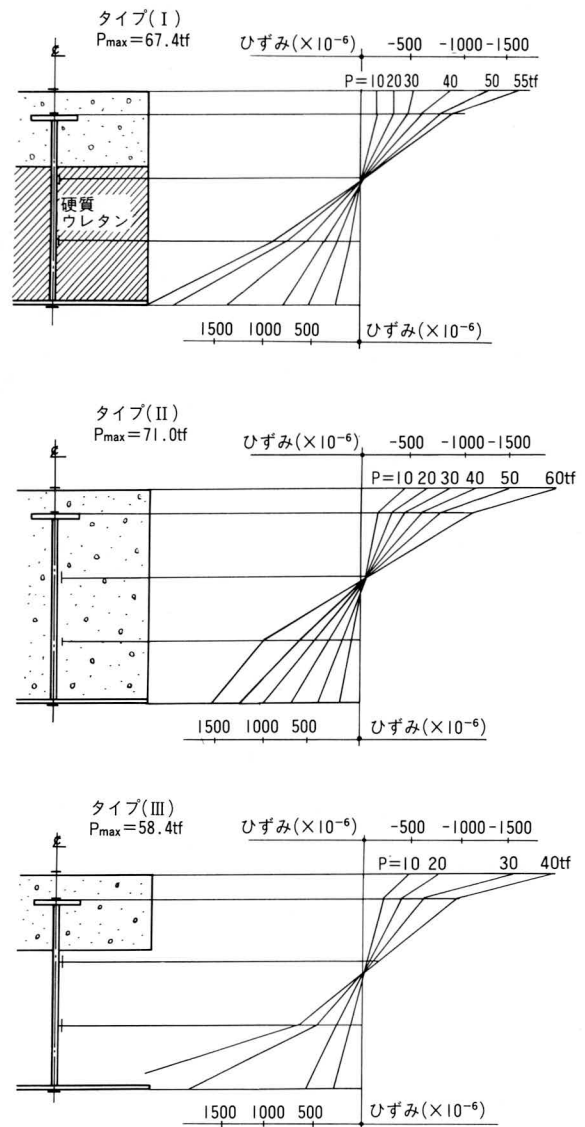 タイプ(Ⅰ)
Pmax=67.4tf
℄
ひずみ(×10⁻⁶)
-500 -1000 -1500
P=10 20 30 40 50 55tf
硬質
ウレタン
1500 1000 500 ひずみ(×10⁻⁶)
タイプ(Ⅱ)
Pmax=71.0tf
℄
ひずみ(×10⁻⁶)
-500 -1000 -1500
P=10 20 30 40 50 60tf
1500 1000 500
ひずみ(×10⁻⁶)
タイプ(Ⅲ)
Pmax=58.4tf
℄
ひずみ(×10⁻⁶)
-500 -1000 -1500
P=10 20 30 40tf
1500 1000 500 ひずみ(×10⁻⁶)